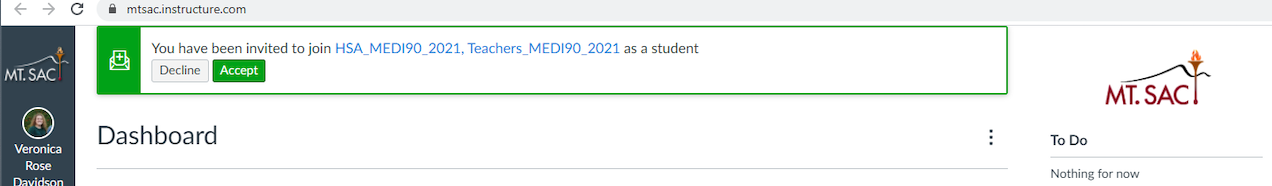 mtsac.instructure.com
MT. SAC
Veronica
Rose
Davidson
You have been invited to join HSA_MEDI90_2021, Teachers_MEDI90_2021 as a student
Decline Accept
Dashboard
MT. SAC
To Do
Nothing for now